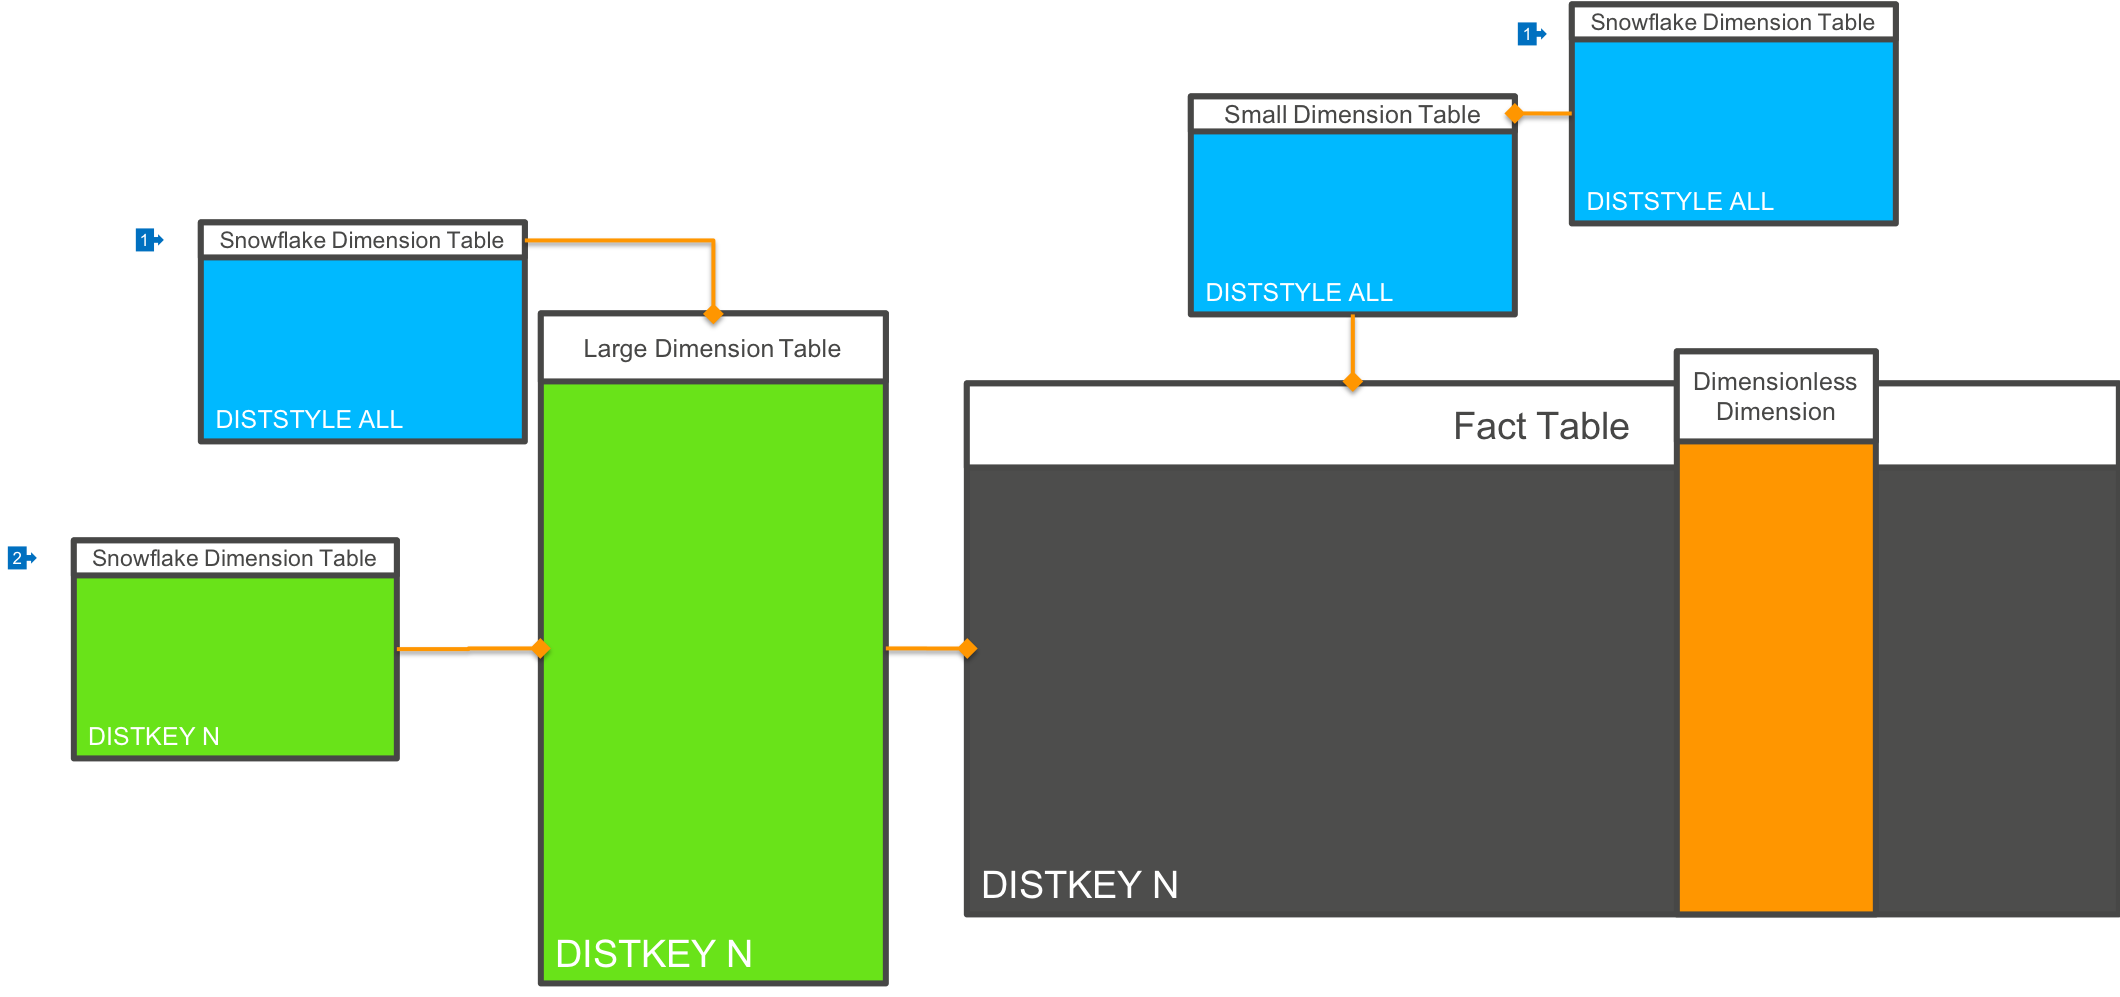 1
Snowflake Dimension Table
DISTSTYLE ALL
Small Dimension Table
DISTSTYLE ALL
1
Snowflake Dimension Table
DISTSTYLE ALL
Large Dimension Table
DISTKEY N
2
Snowflake Dimension Table
DISTKEY N
Fact Table
Dimensionless
Dimension
DISTKEY N